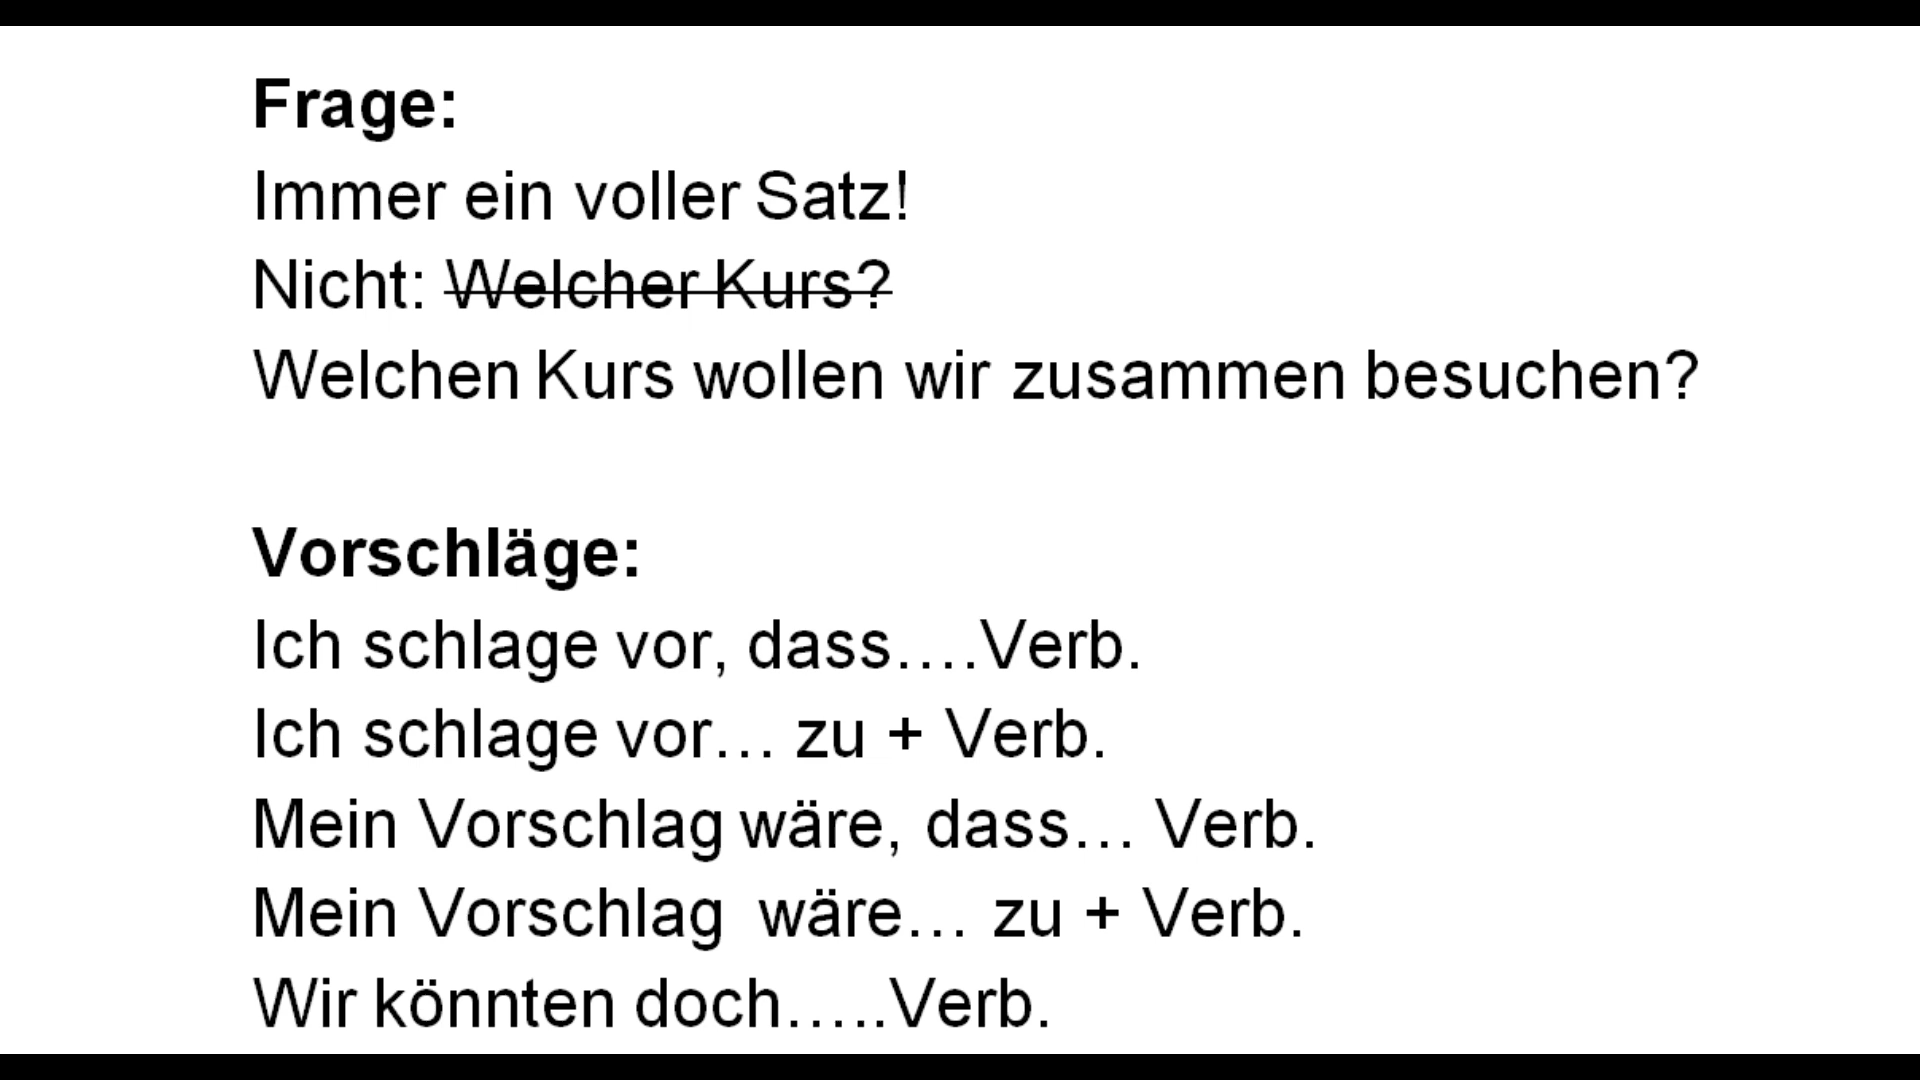 Frage:
Immer ein voller Satz!
Nicht: Welcher Kurs?
Welchen Kurs wollen wir zusammen besuchen?
Vorschläge:
Ich schlage vor, dass….Verb.
Ich schlage vor… zu + Verb.
Mein Vorschlag wäre, dass… Verb.
Mein Vorschlag  wäre… zu + Verb.
Wir könnten doch…..Verb.